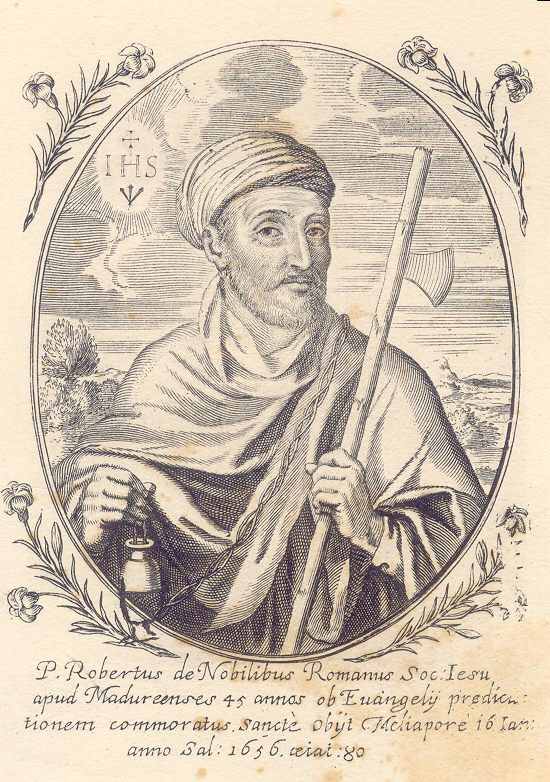 IHS
P. Robertus de Nobilibus Romanus Soc: Iesu
apud Madureenses 45 annos ob Euangelij predica:
tionem commoratus, Sancte Obijt Meliapore 16 Ian:
anno Sal: 1656. ætat: 80